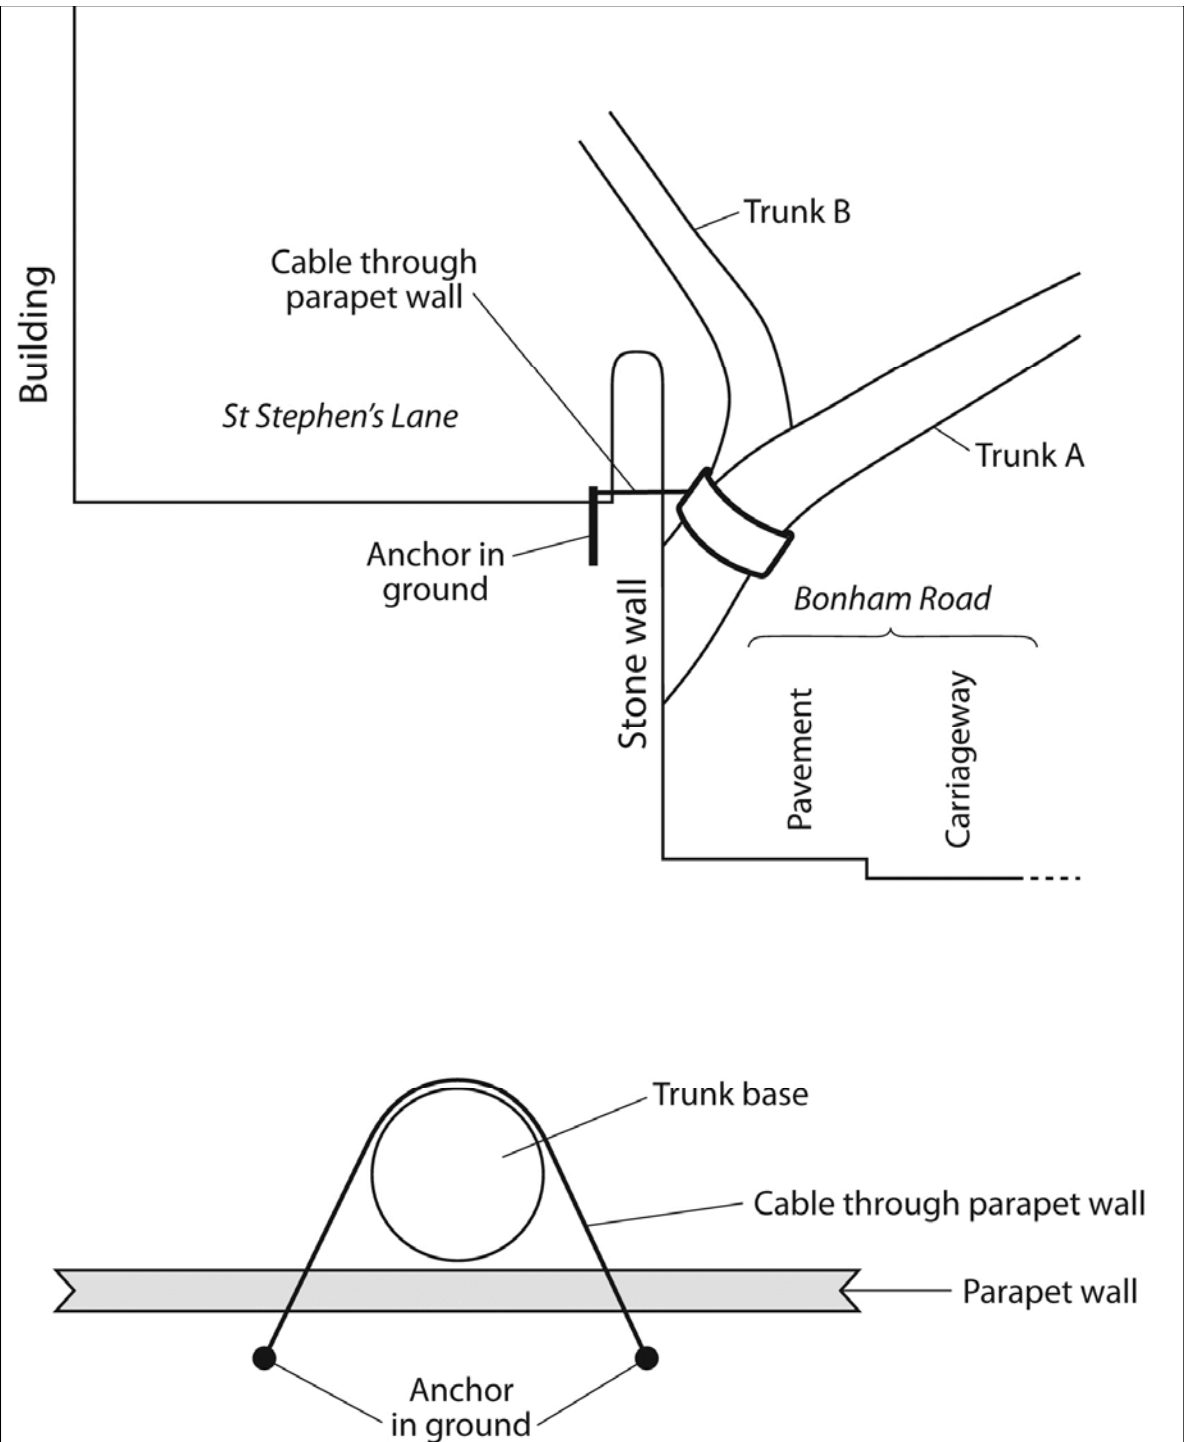 Trunk B
Cable through
parapet wall
Building
St Stephen's Lane
Trunk A
Anchor in
ground
Stone wall
Bonham Road
Pavement
Carriageway
Trunk base
Cable through parapet wall
Parapet wall
Anchor
in ground